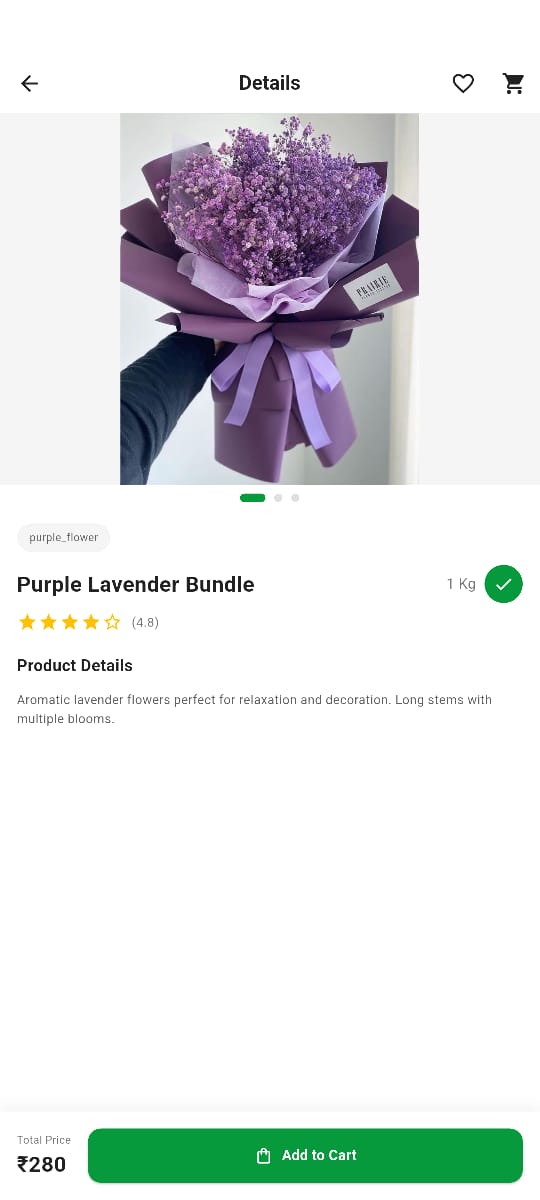 Details
PRAIRIE
purple_flower
Purple Lavender Bundle
1 Kg
(4.8)
Product Details
Aromatic lavender flowers perfect for relaxation and decoration. Long stems with
multiple blooms.
Total Price
₹280
Add to Cart